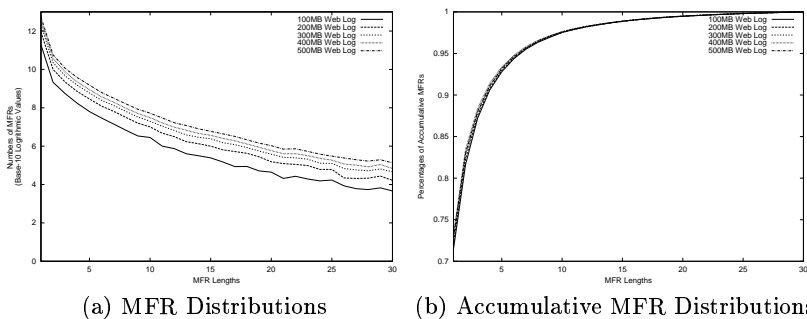 12
10
8
6
4
2
0
5
10
15
20
25
30
Numbers of MFRs
(Base-10 Logrithmic Values)
MFR Lengths
100MB Web Log
200MB Web Log
300MB Web Log
400MB Web Log
500MB Web Log
(a) MFR Distributions
1
0.95
0.9
0.85
0.8
0.75
0.7
5
10
15
20
25
30
Percentages of Accumulative MFRs
MFR Lengths
100MB Web Log
200MB Web Log
300MB Web Log
400MB Web Log
500MB Web Log
(b) Accumulative MFR Distributions